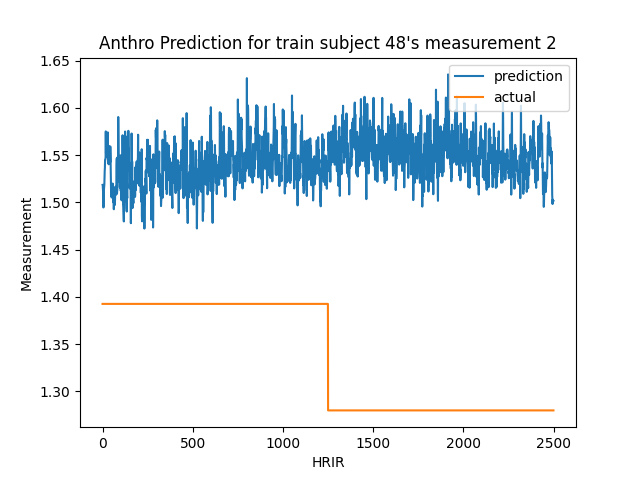 Anthro Prediction for train subject 48's measurement 2
prediction
actual
1.65
1.60
1.55
1.50
1.45
1.40
1.35
1.30
Measurement
0
500
1000
1500
2000
2500
HRIR